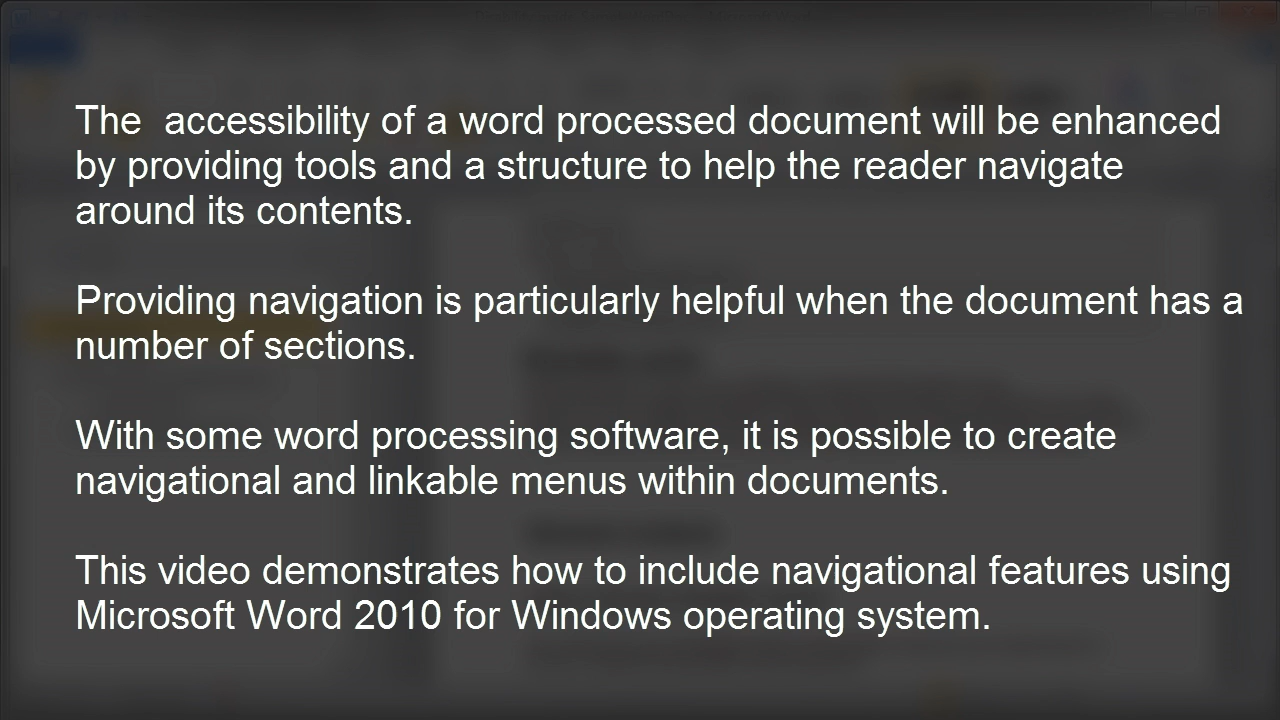 The  accessibility of a word processed document will be enhanced
by providing tools and a structure to help the reader navigate
around its contents.
Providing navigation is particularly helpful when the document has a
number of sections.
With some word processing software, it is possible to create
navigational and linkable menus within documents.
This video demonstrates how to include navigational features using
Microsoft Word 2010 for Windows operating system.